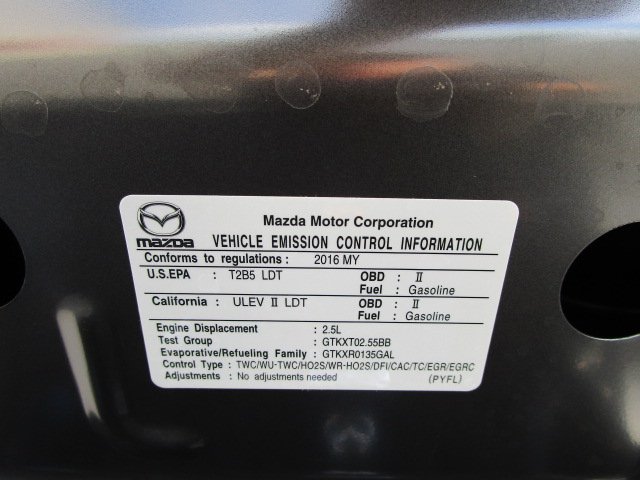 Mazda Motor Corporation
mazda VEHICLE EMISSION CONTROL INFORMATION
Conforms to regulations : 2016 MY
U.S.EPA : T2B5 LDT OBD : II
Fuel : Gasoline
California : ULEV II LDT OBD : II
Fuel : Gasoline
Engine Displacement : 2.5L
Test Group : GTKXT02.55BB
Evaporative/Refueling Family : GTKXR0135GAL
Control Type : TWC/WU-TWC/HO2S/WR-HO2S/DFI/CAC/TC/EGR/EGRC
Adjustments : No adjustments needed (PYFL)